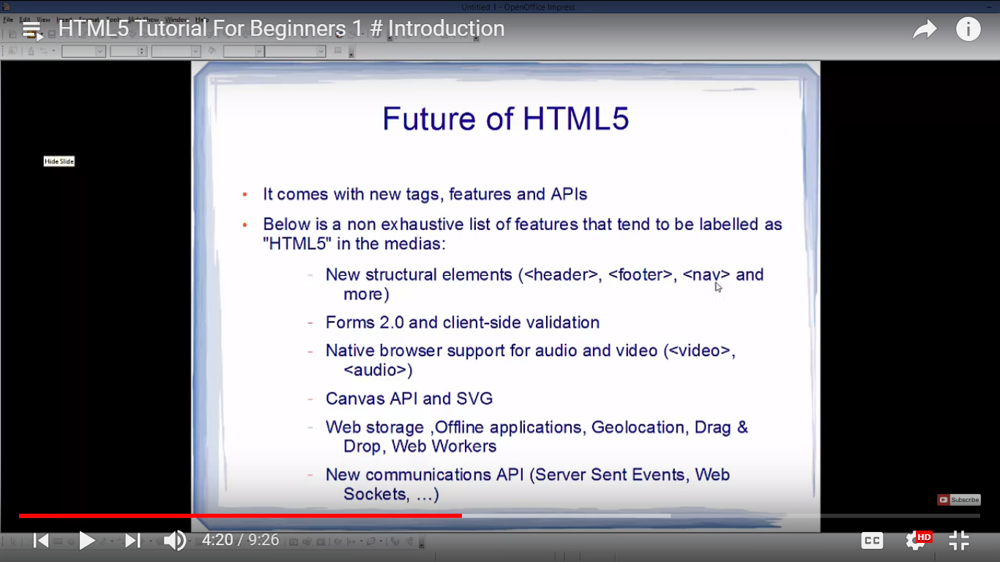 Untitled 1 - OpenOffice Impress
File Edit View Insert Format Tools Slide Show Window Help
HTML5 Tutorial For Beginners 1 # Introduction
Future of HTML5
Hide Slide
• It comes with new tags, features and APIs
• Below is a non exhaustive list of features that tend to be labelled as
"HTML5" in the medias:
– New structural elements (<header>, <footer>, <nav> and
more)
– Forms 2.0 and client-side validation
– Native browser support for audio and video (<video>,
<audio>)
– Canvas API and SVG
– Web storage ,Offline applications, Geolocation, Drag &
Drop, Web Workers
– New communications API (Server Sent Events, Web
Sockets, …)
Subscribe
4:20 / 9:26
CC
HD